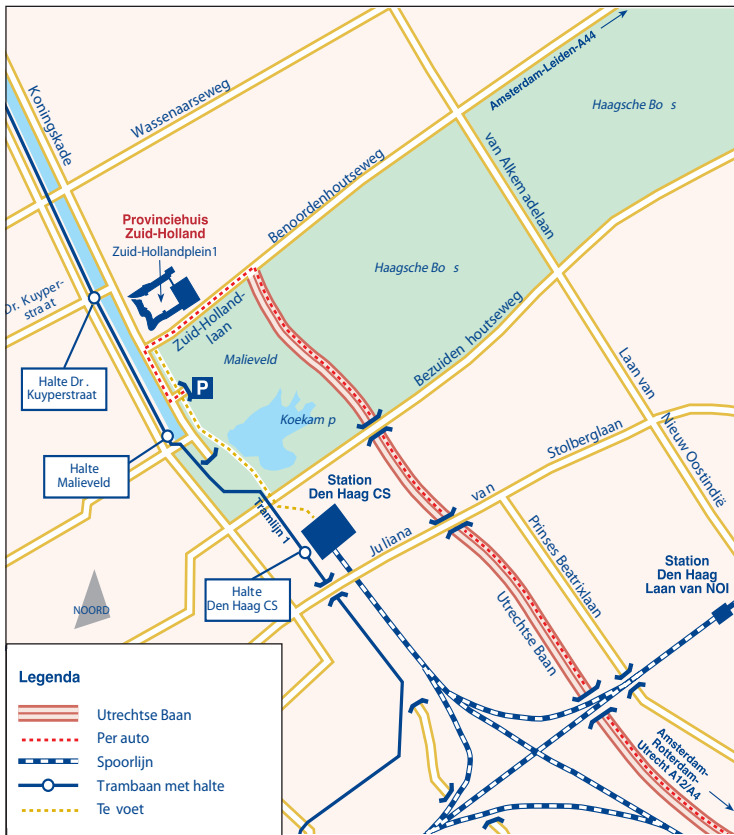 Amsterdam-Leiden-A44
Koningskade
Wassenaarseweg
Haagsche Bo s
van Alkemadelaan
Benoordenhoutseweg
Provinciehuis
Zuid-Holland
Zuid-Hollandplein1
Haagsche Bo s
Dr. Kuyper-
straat
Zuid-Holland-
laan
Bezuiden houtseweg
Malieveld
P
Halte Dr .
Kuyperstraat
Laan van
Nieuw Oostindië
Koekam p
Stolberglaan
van
Juliana
Halte
Malieveld
Station
Den Haag CS
Tramlijn 1
Prinses Beatrixlaan
Station
Den Haag
Laan van NOI
Halte
Den Haag CS
NOORD
Utrechtse Baan
Legenda
Utrechtse Baan
Per auto
Spoorlijn
Trambaan met halte
Te voet
Amsterdam-
Rotterdam-
Utrecht A12/A4